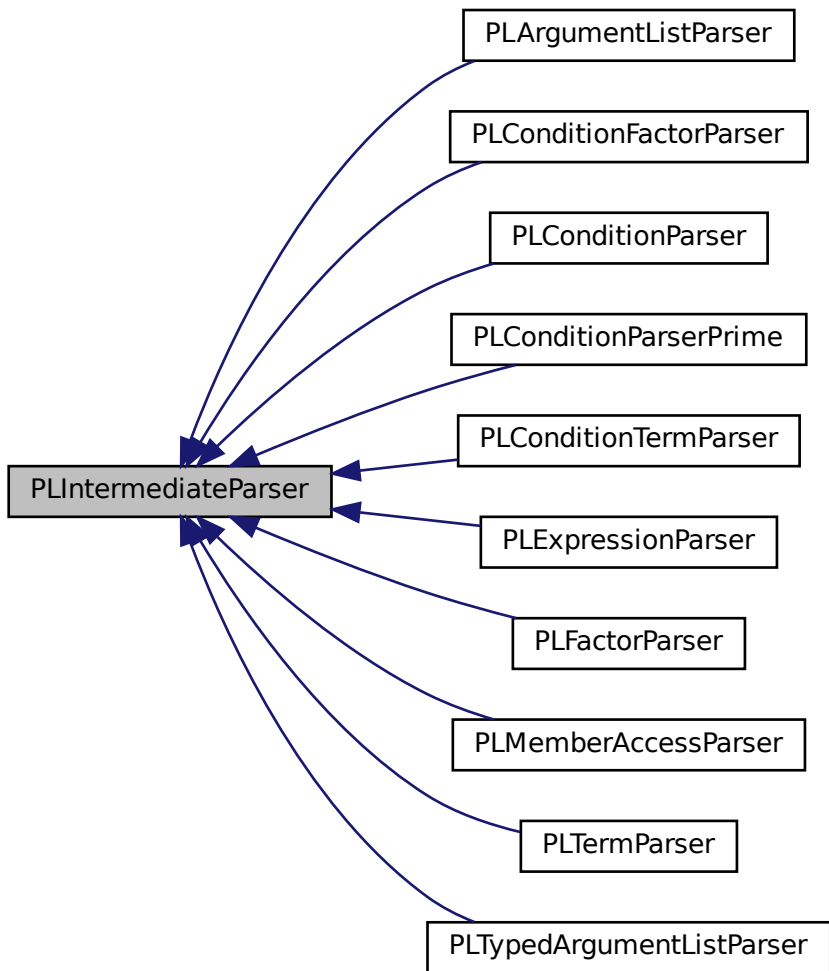 PLArgumentListParser
PLConditionFactorParser
PLConditionParser
PLConditionParserPrime
PLConditionTermParser
PLIntermediateParser
PLExpressionParser
PLFactorParser
PLMemberAccessParser
PLTermParser
PLTypedArgumentListParser